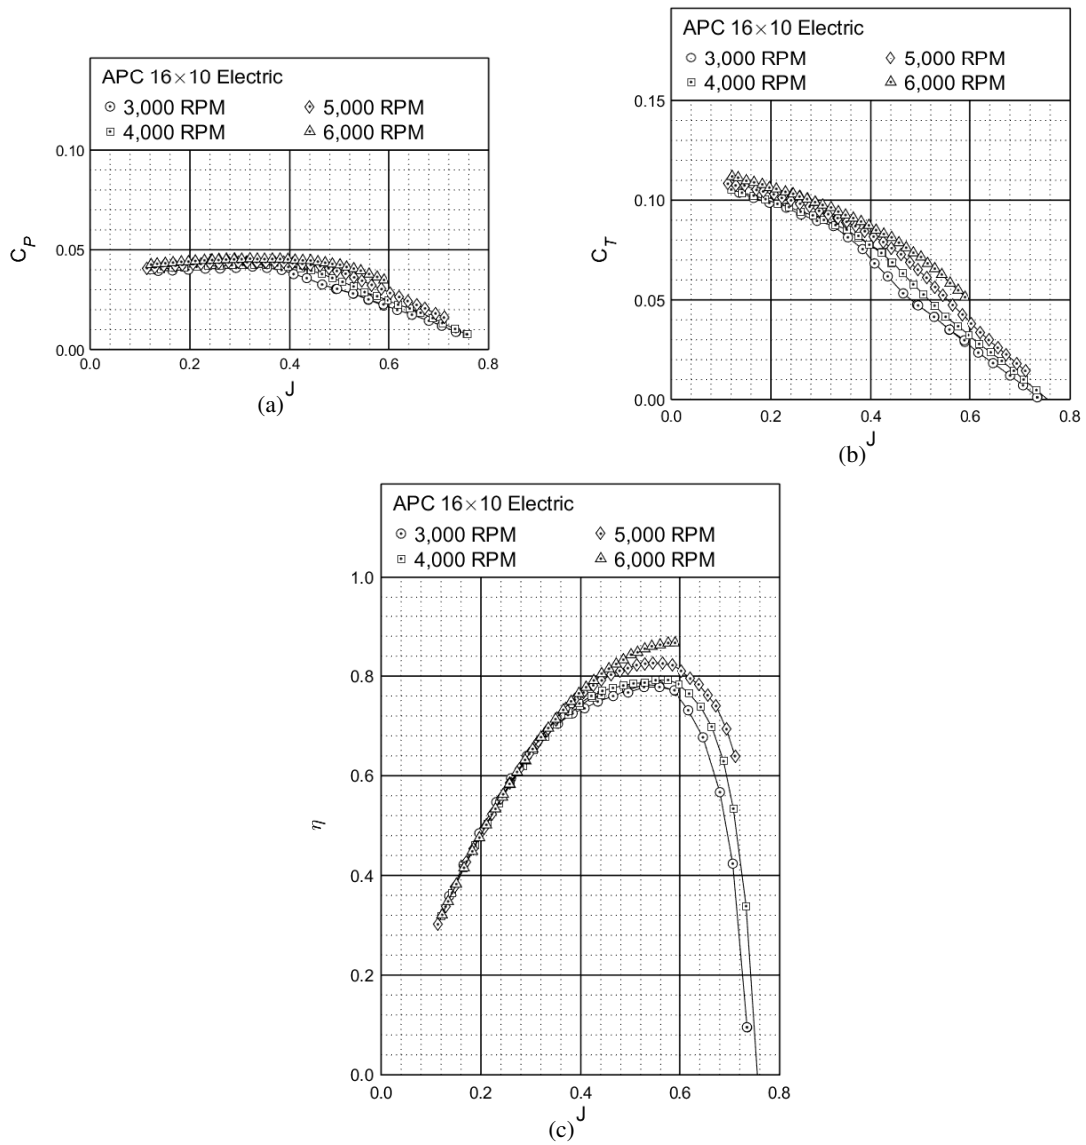 APC 16×10 Electric
3,000 RPM 5,000 RPM
4,000 RPM 6,000 RPM
0.10
0.05
0.00
C_P
0.0 0.2 0.4 0.6 0.8
J
(a)
APC 16×10 Electric
3,000 RPM 5,000 RPM
4,000 RPM 6,000 RPM
0.15
0.10
0.05
0.00
C_T
0.0 0.2 0.4 0.6 0.8
J
(b)
APC 16×10 Electric
3,000 RPM 5,000 RPM
4,000 RPM 6,000 RPM
1.0
0.8
0.6
0.4
0.2
0.0
η
0.0 0.2 0.4 0.6 0.8
J
(c)